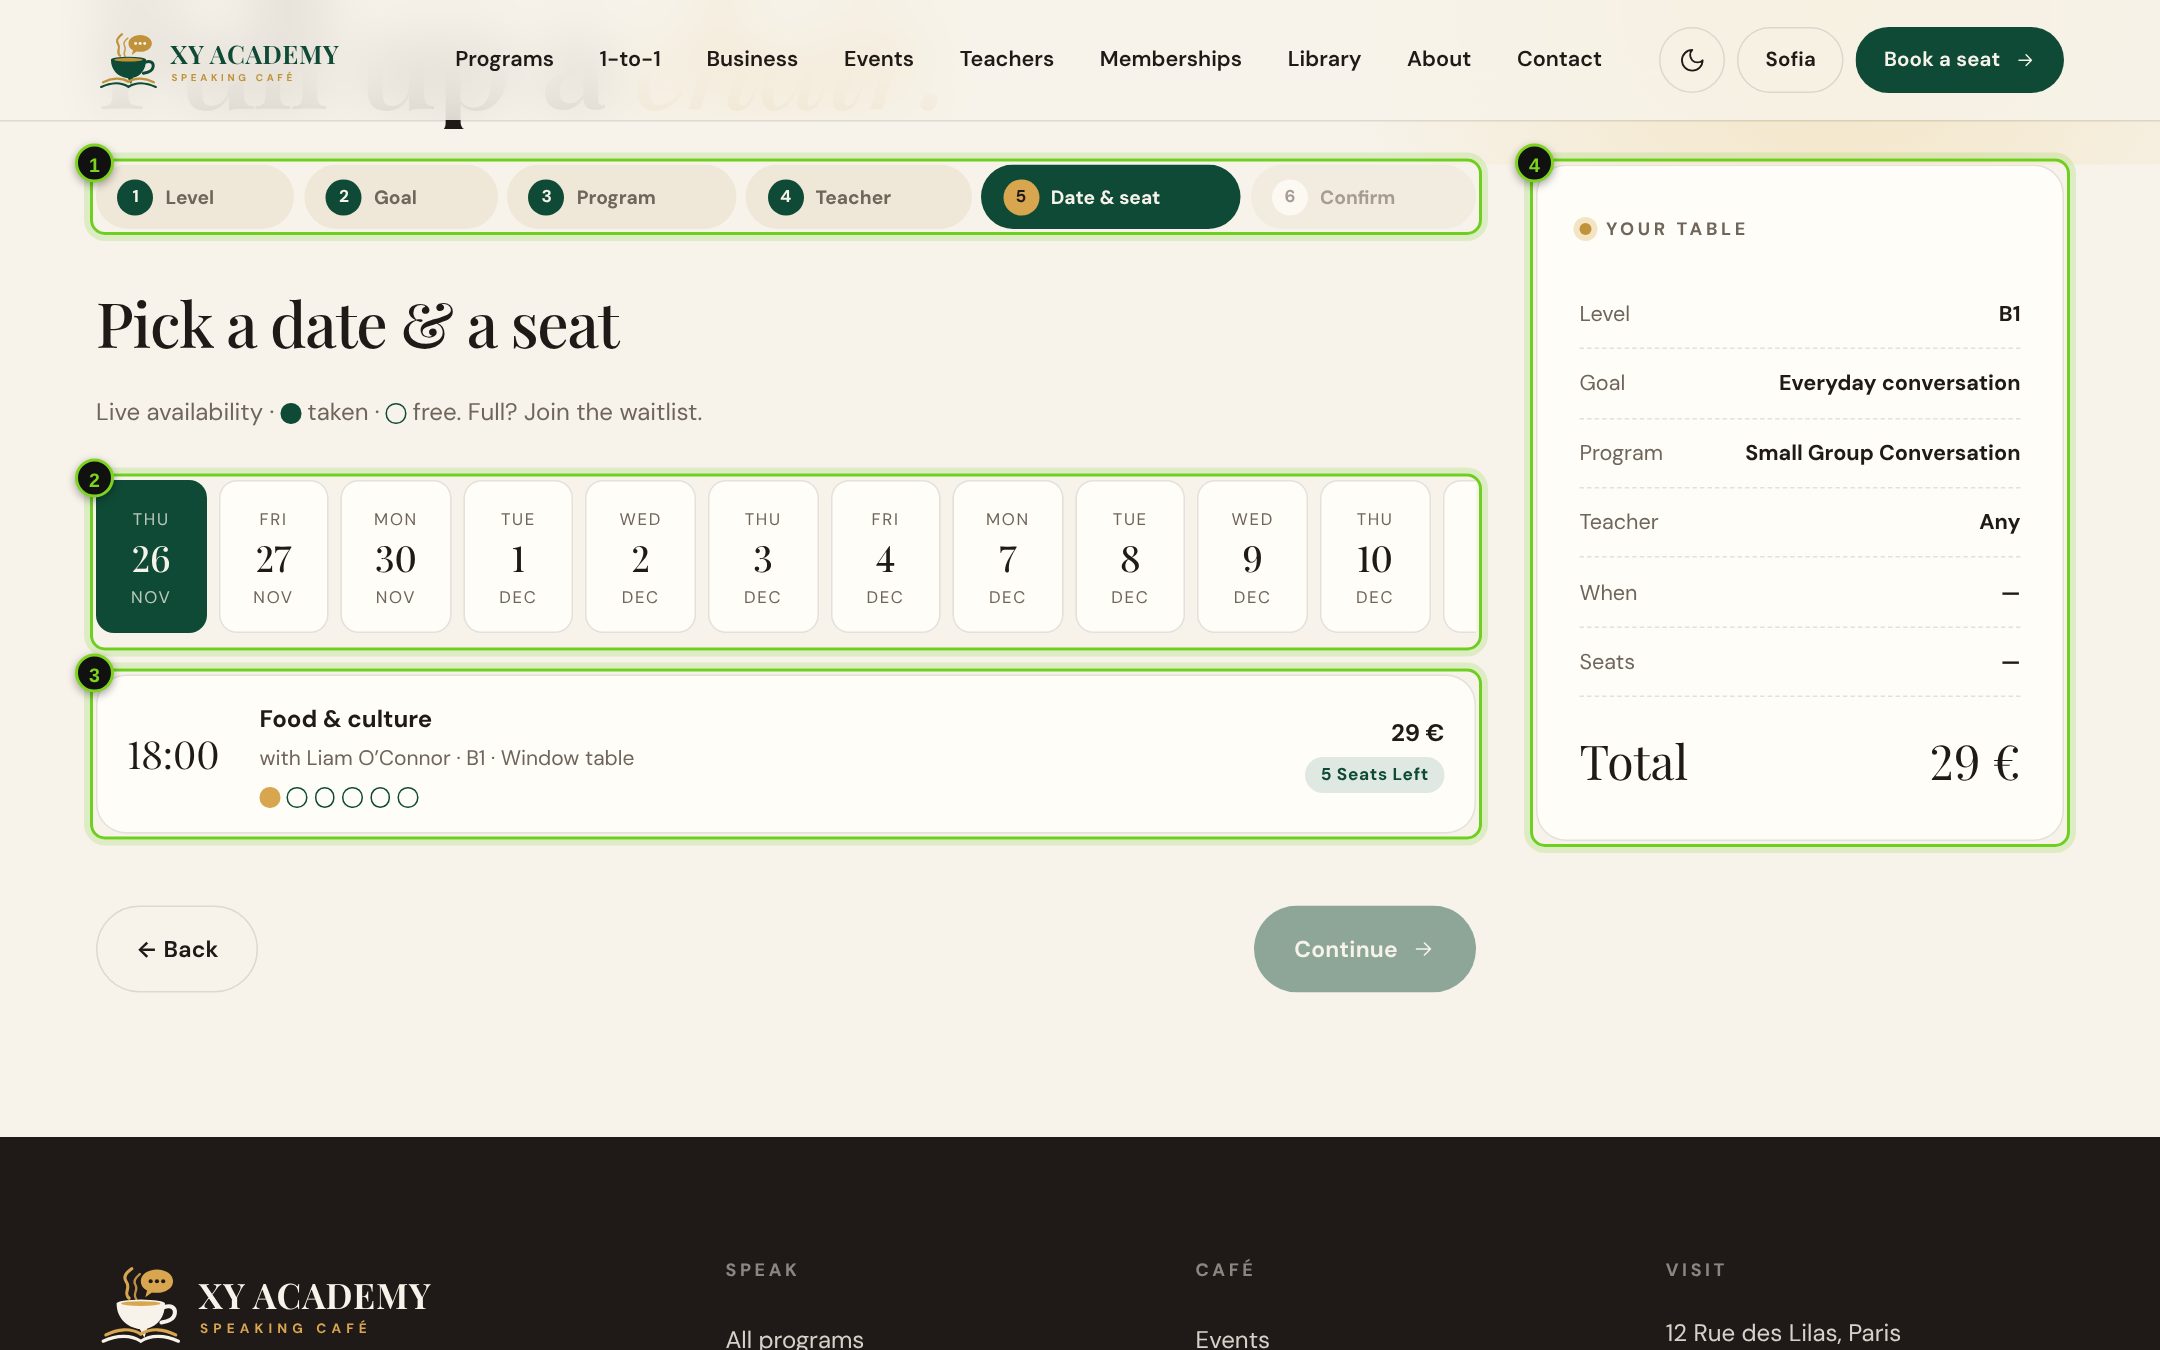 XY ACADEMY
SPEAKING CAFÉ
Programs 1-to-1 Business Events Teachers Memberships Library About Contact Sofia Book a seat →
Pull up a chair.
1
1 Level 2 Goal 3 Program 4 Teacher 5 Date & seat 6 Confirm
Pick a date & a seat
Live availability · taken · free. Full? Join the waitlist.
2
THU 26 NOV
FRI 27 NOV
MON 30 NOV
TUE 1 DEC
WED 2 DEC
THU 3 DEC
FRI 4 DEC
MON 7 DEC
TUE 8 DEC
WED 9 DEC
THU 10 DEC
3
18:00
Food & culture
with Liam O’Connor · B1 · Window table
29 €
5 Seats Left
← Back
Continue →
4
YOUR TABLE
Level B1
Goal Everyday conversation
Program Small Group Conversation
Teacher Any
When —
Seats —
Total 29 €
XY ACADEMY
SPEAKING CAFÉ
SPEAK
All programs
CAFÉ
Events
VISIT
12 Rue des Lilas, Paris